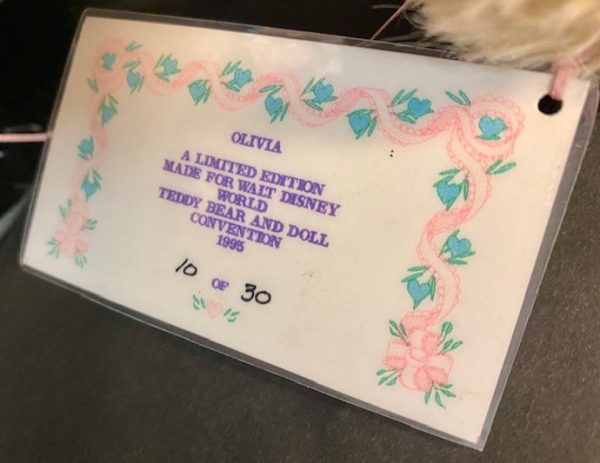 OLIVIA
A LIMITED EDITION
MADE FOR WALT DISNEY
WORLD
TEDDY BEAR AND DOLL
CONVENTION
1995
10 OF 30